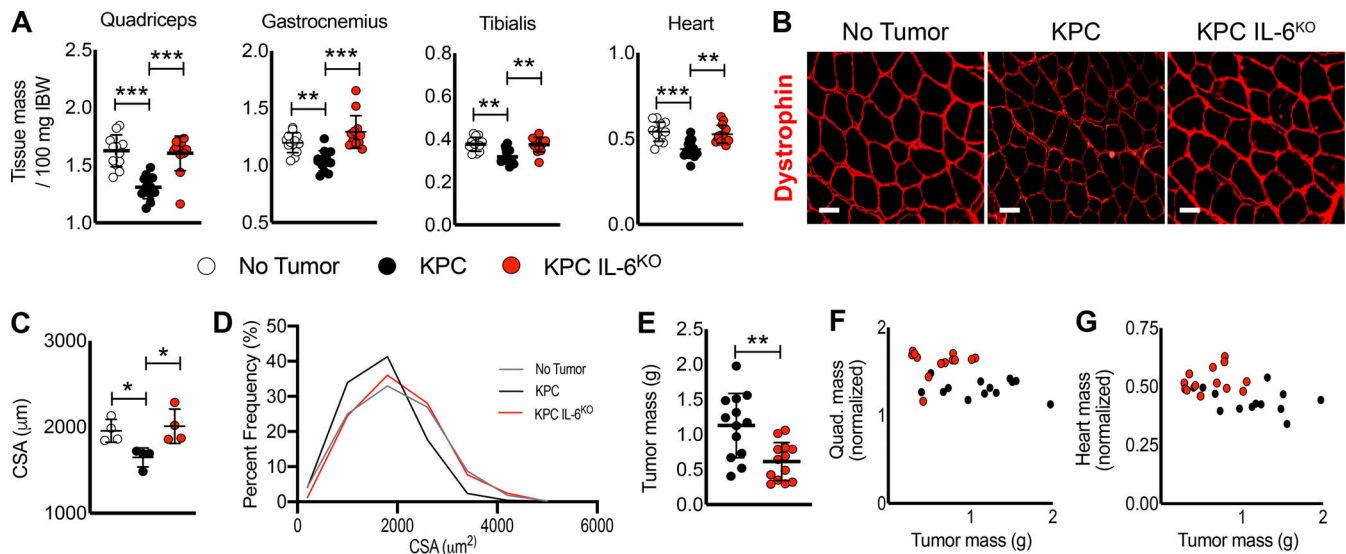 A
Quadriceps
Gastrocnemius
Tibialis
Heart
Tissue mass
/ 100 mg IBW
2.5
2.0
1.5
1.0
***
***
2.0
1.5
1.0
0.5
**
***
0.8
0.6
0.4
0.2
0.0
**
**
1.0
0.5
0.0
***
**
No Tumor
KPC
KPC IL-6KO
B
No Tumor
KPC
KPC IL-6KO
Dystrophin
C
CSA (μm)
3000
2000
1000
*
*
D
Percent Frequency (%)
50
40
30
20
10
0
No Tumor
KPC
KPC IL-6KO
0
2000
4000
6000
CSA (μm2)
E
Tumor mass (g)
2.5
2.0
1.5
1.0
0.5
0.0
**
F
Quad. mass
(normalized)
2
1
0
1
2
Tumor mass (g)
G
Heart mass
(normalized)
0.75
0.50
0.25
0.00
1
2
Tumor mass (g)